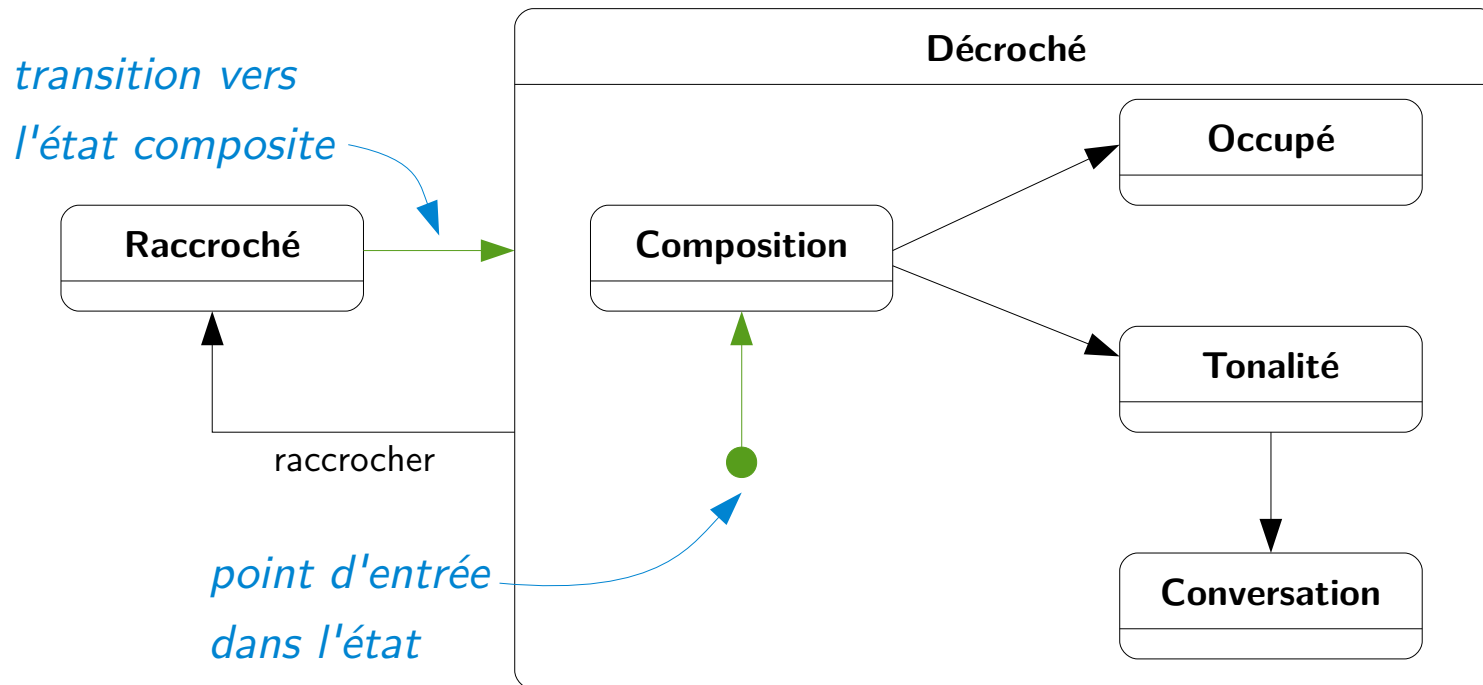 Décroché
transition vers
l'état composite
Occupé
Raccroché
Composition
Tonalité
raccrocher
point d'entrée
dans l'état
Conversation